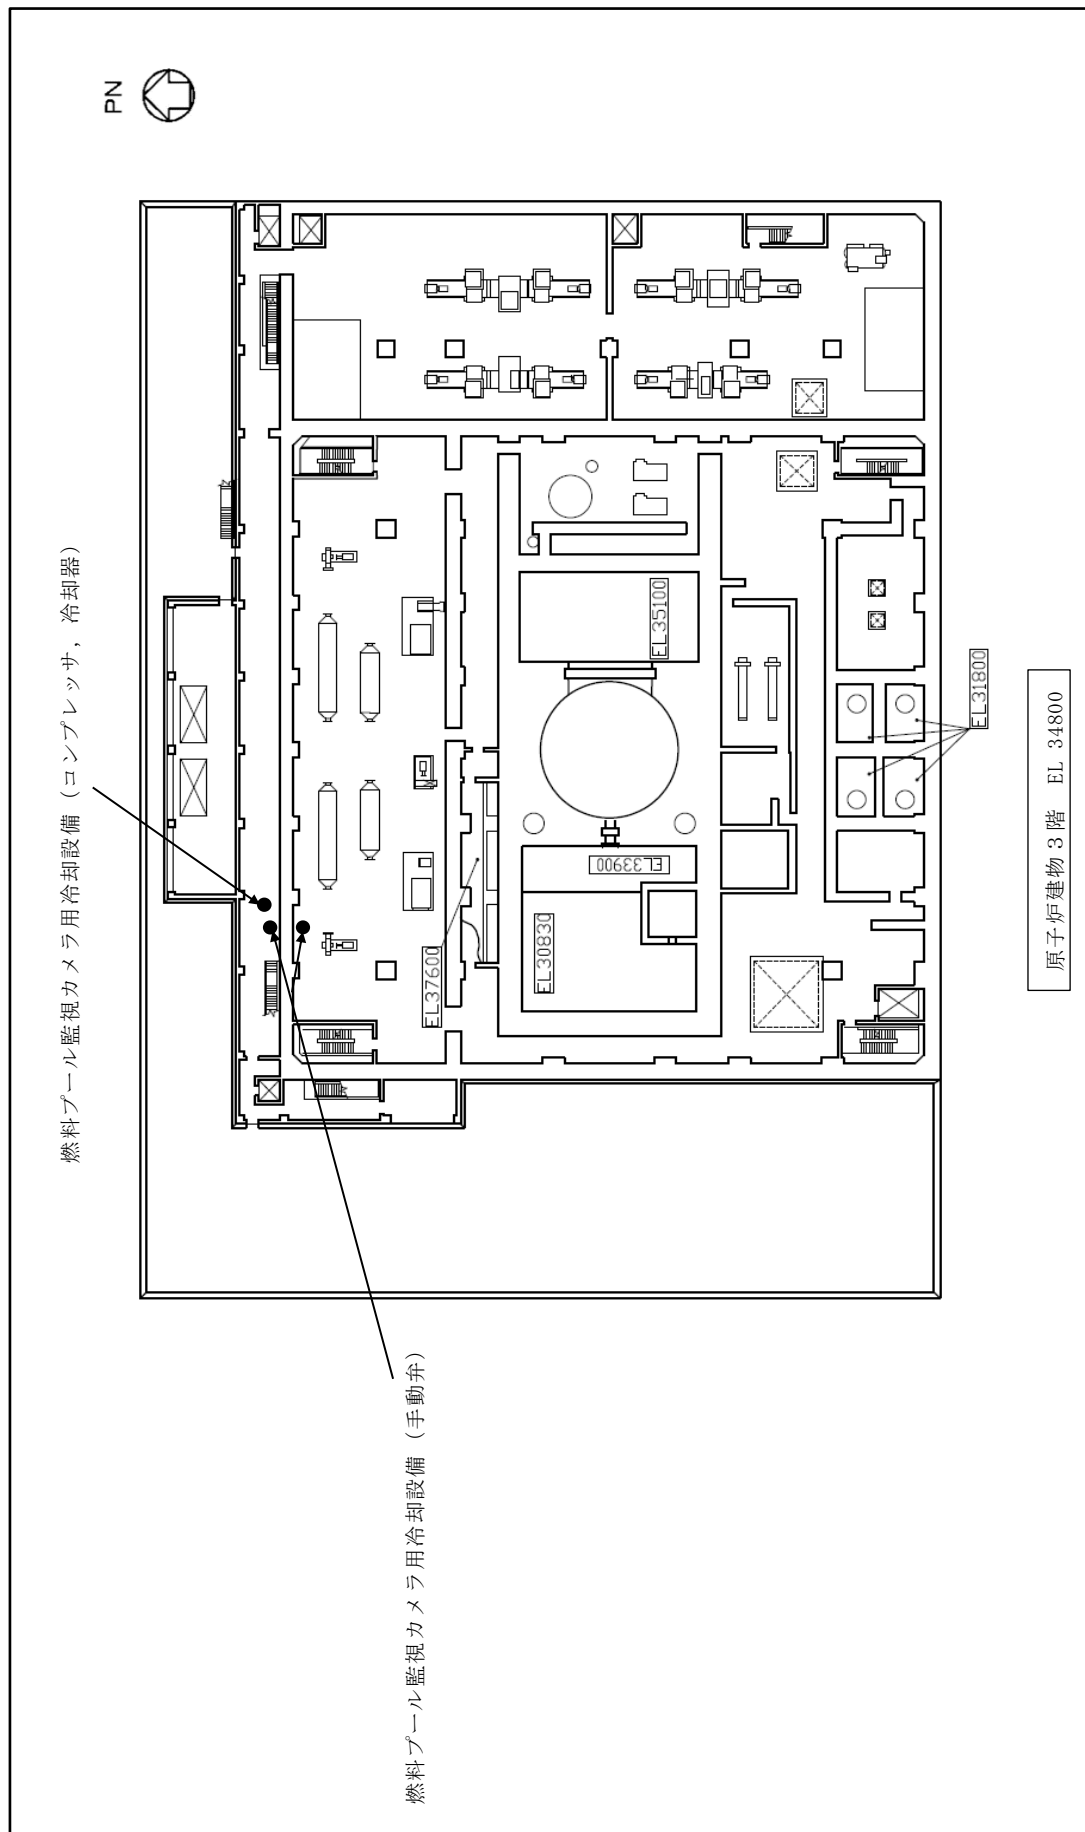 PN
燃料プール監視カメラ用冷却設備（コンプレッサ，冷却器）
燃料プール監視カメラ用冷却設備（手動弁）
EL35100
EL33900
EL30830
EL37600
EL31800
原子炉建物3階 EL 34800